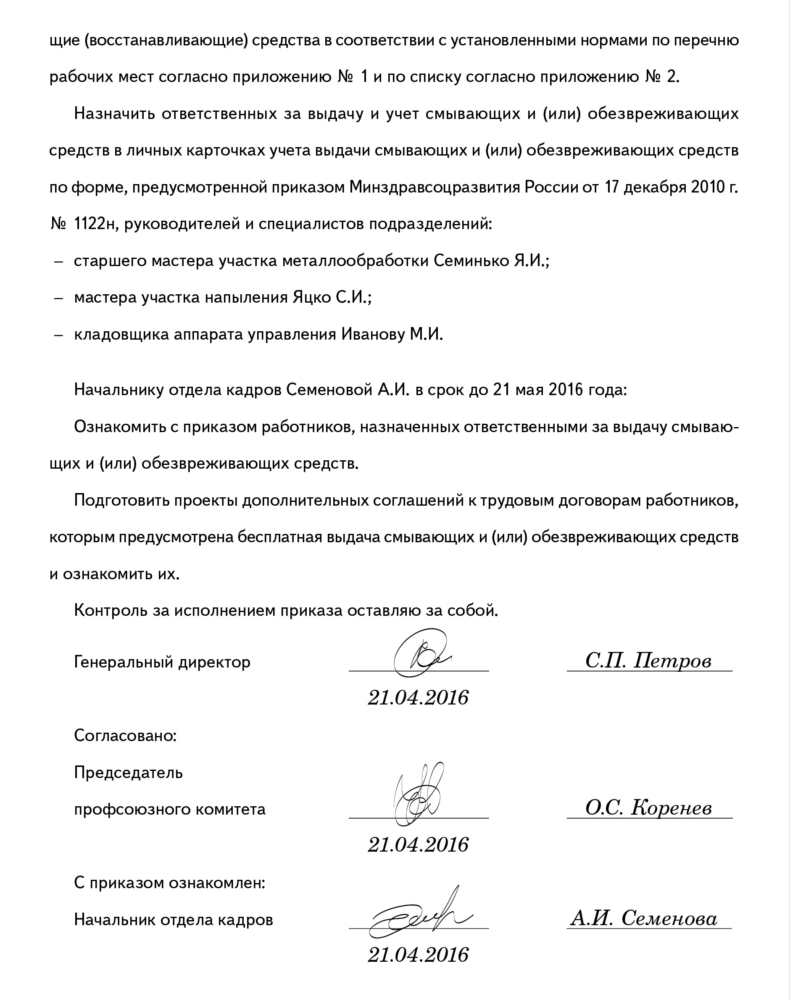 щие (восстанавливающие) средства в соответствии с установленными нормами по перечню
рабочих мест согласно приложению № 1 и по списку согласно приложению № 2.
Назначить ответственных за выдачу и учет смывающих и (или) обезвреживающих
средств в личных карточках учета выдачи смывающих и (или) обезвреживающих средств
по форме, предусмотренной приказом Минздравсоцразвития России от 17 декабря 2010 г.
№ 1122н, руководителей и специалистов подразделений:
– старшего мастера участка металлообработки Семинько Я.И.;
– мастера участка напыления Яцко С.И.;
– кладовщика аппарата управления Иванову М.И.
Начальнику отдела кадров Семеновой А.И. в срок до 21 мая 2016 года:
Ознакомить с приказом работников, назначенных ответственными за выдачу смываю-
щих и (или) обезвреживающих средств.
Подготовить проекты дополнительных соглашений к трудовым договорам работников,
которым предусмотрена бесплатная выдача смывающих и (или) обезвреживающих средств
и ознакомить их.
Контроль за исполнением приказа оставляю за собой.
Генеральный директор С.П. Петров
21.04.2016
Согласовано:
Председатель
профсоюзного комитета О.С. Коренев
21.04.2016
С приказом ознакомлен:
Начальник отдела кадров А.И. Семенова
21.04.2016